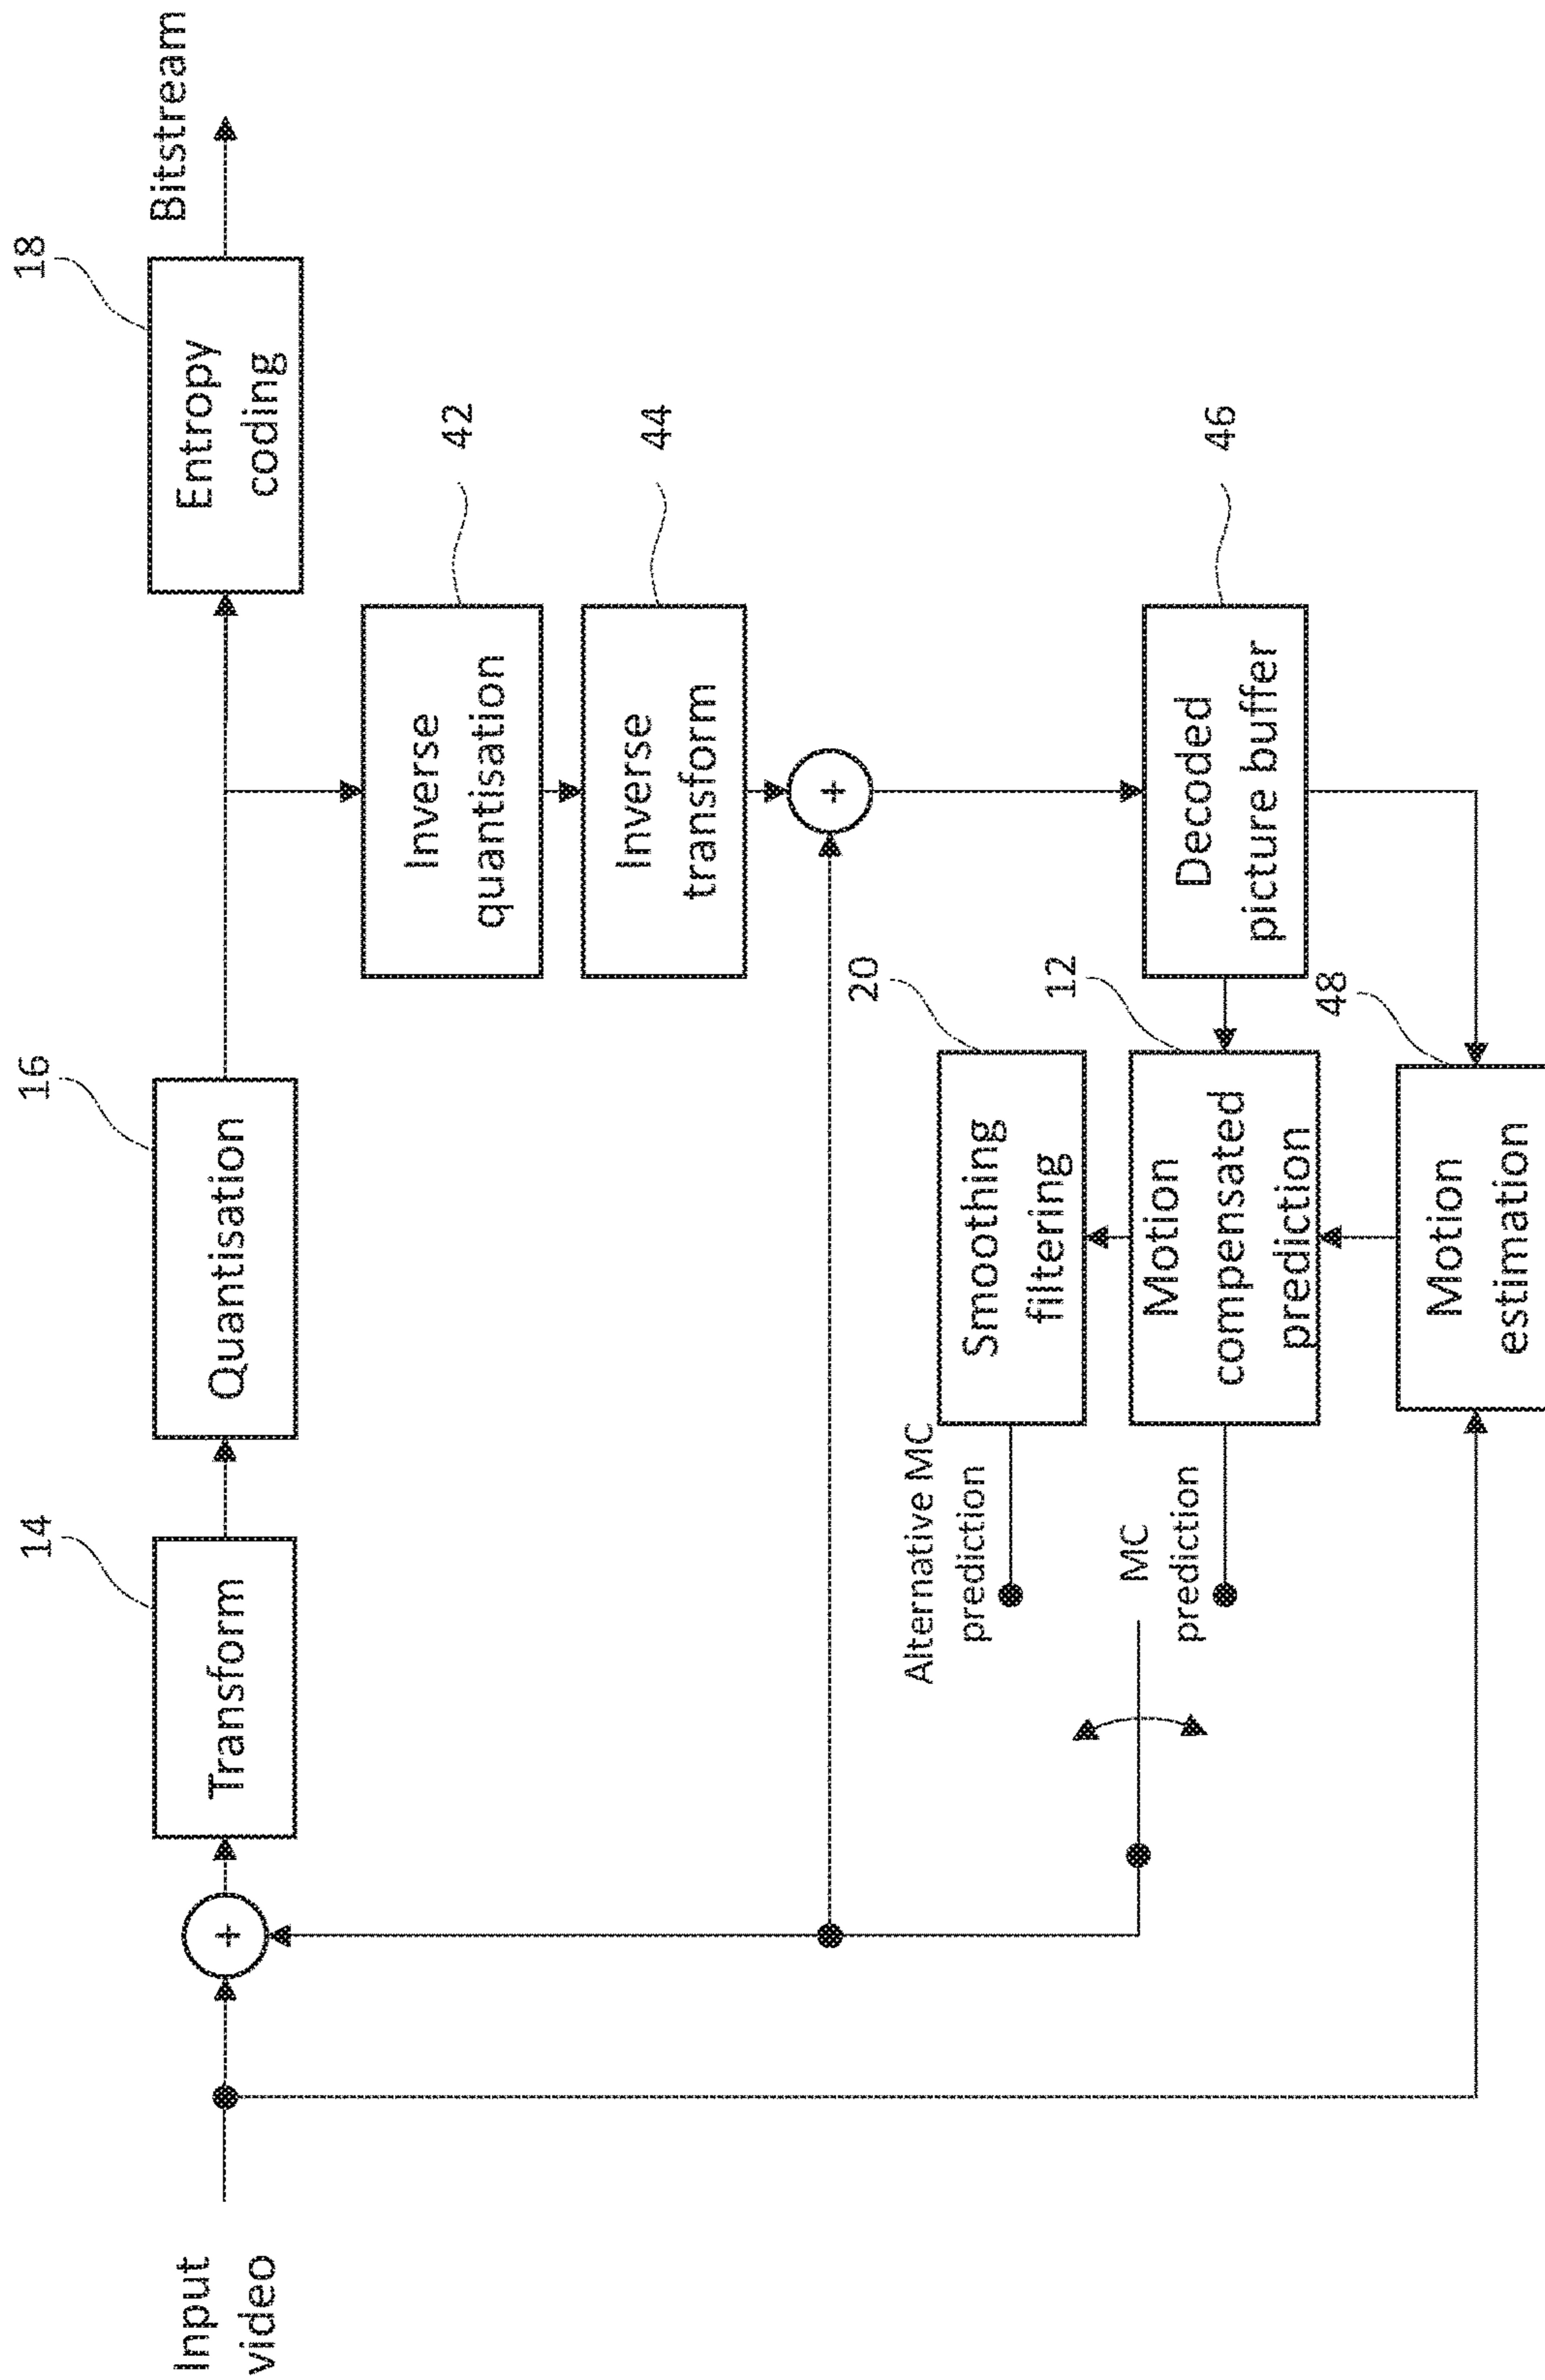 Input
video
14
Transform
16
Quantisation
18
Entropy
coding
Bitstream
+
Inverse
quantisation
42
Inverse
transform
44
+
20
Smoothing
filtering
Alternative MC
prediction
12
Motion
compensated
prediction
MC
prediction
Decoded
picture buffer
46
48
Motion
estimation